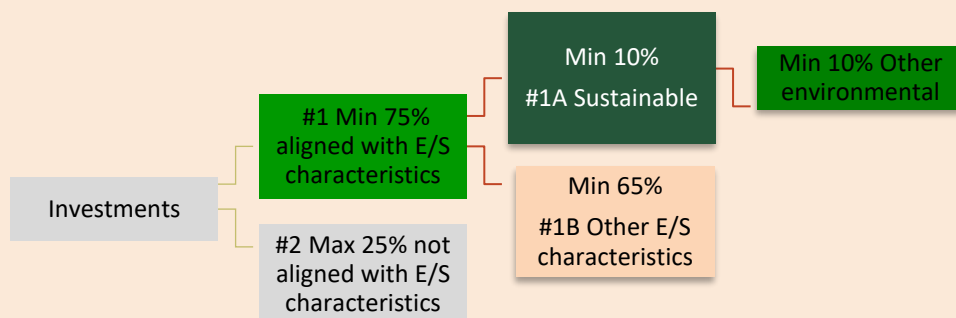 Investments
#1 Min 75%
aligned with E/S
characteristics
#2 Max 25% not
aligned with E/S
characteristics
Min 10%
#1A Sustainable
Min 65%
#1B Other E/S
characteristics
Min 10% Other
environmental